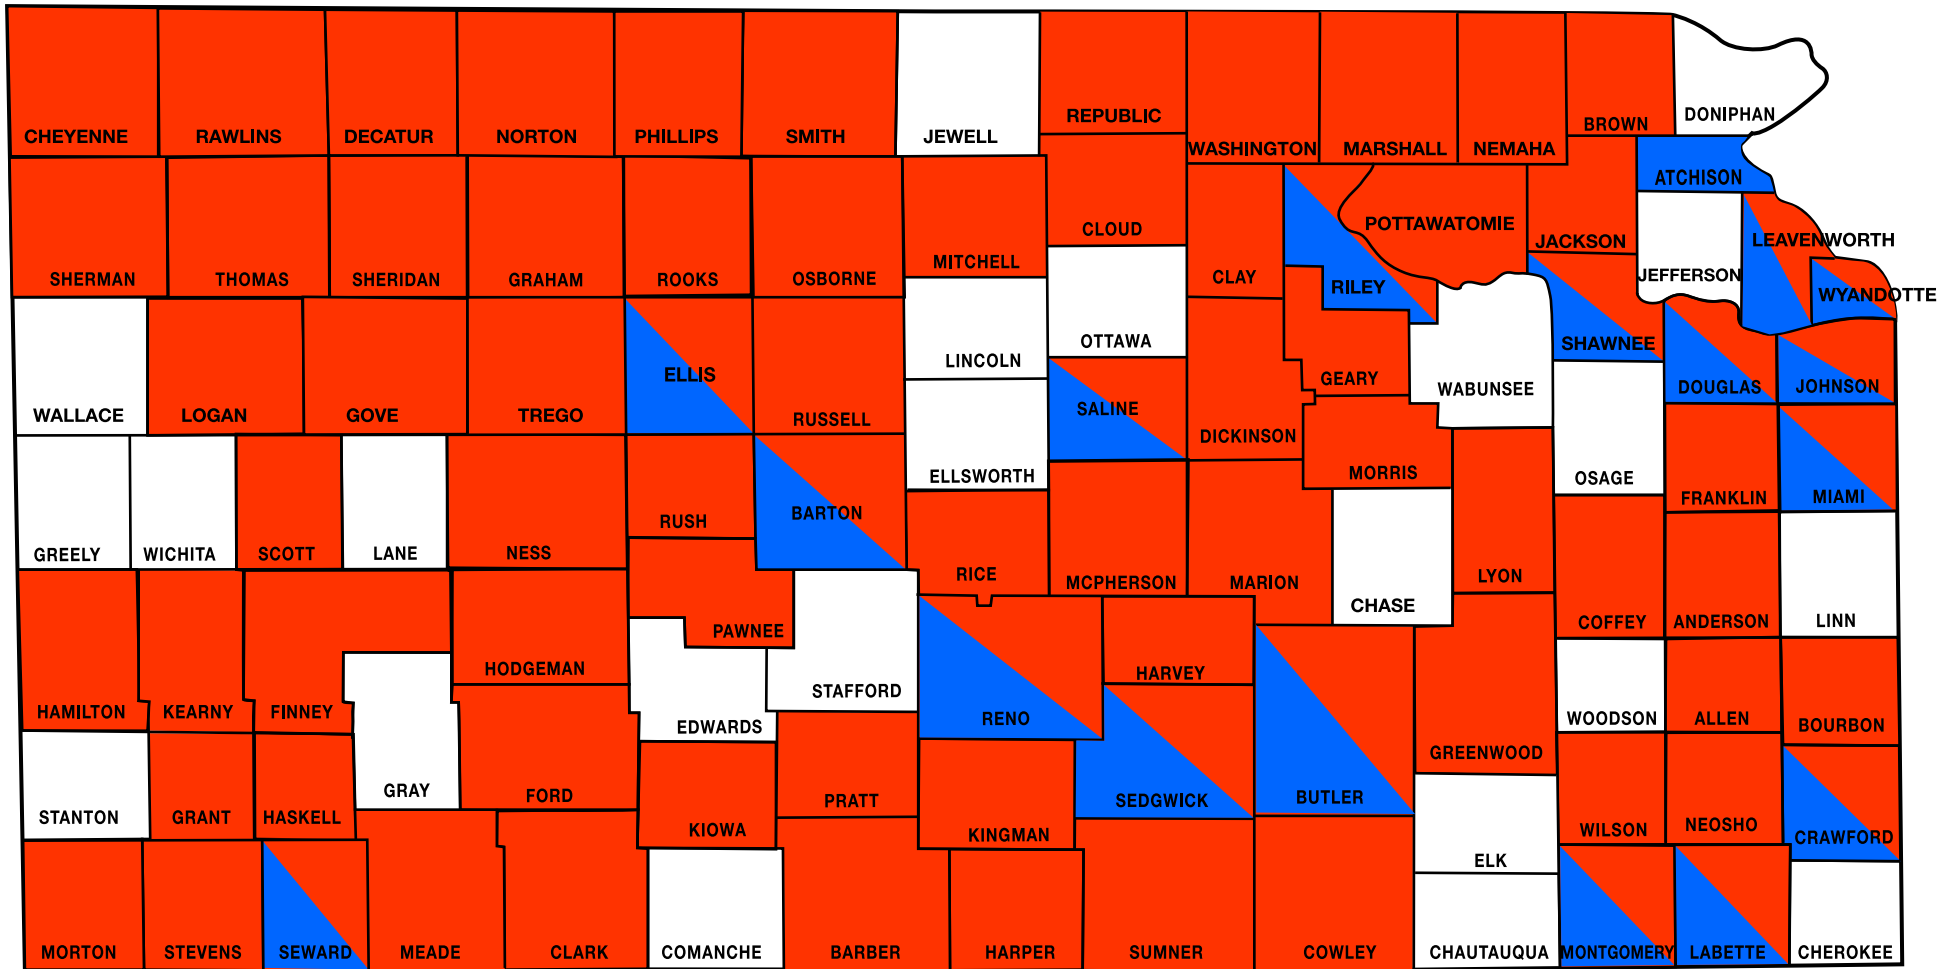 CHEYENNE
RAWLINS
DECATUR
NORTON
PHILLIPS
SMITH
JEWELL
REPUBLIC
WASHINGTON
MARSHALL
NEMAHA
BROWN
DONIPHAN
ATCHISON
SHERMAN
THOMAS
SHERIDAN
GRAHAM
ROOKS
OSBORNE
MITCHELL
CLOUD
CLAY
RILEY
POTTAWATOMIE
JACKSON
JEFFERSON
LEAVENWORTH
WYANDOTTE
WALLACE
LOGAN
GOVE
TREGO
ELLIS
RUSSELL
LINCOLN
OTTAWA
SALINE
DICKINSON
GEARY
WABUNSEE
SHAWNEE
DOUGLAS
JOHNSON
GREELY
WICHITA
SCOTT
LANE
NESS
RUSH
BARTON
ELLSWORTH
RICE
MCPHERSON
MARION
MORRIS
CHASE
LYON
OSAGE
FRANKLIN
MIAMI
HAMILTON
KEARNY
FINNEY
HODGEMAN
PAWNEE
EDWARDS
STAFFORD
RENO
HARVEY
SEDGWICK
BUTLER
GREENWOOD
COFFEY
ANDERSON
LINN
WOODSON
ALLEN
BOURBON
STANTON
GRANT
HASKELL
GRAY
FORD
KIOWA
PRATT
KINGMAN
ELK
WILSON
NEOSHO
CRAWFORD
MORTON
STEVENS
SEWARD
MEADE
CLARK
COMANCHE
BARBER
HARPER
SUMNER
COWLEY
CHAUTAUQUA
MONTGOMERY
LABETTE
CHEROKEE